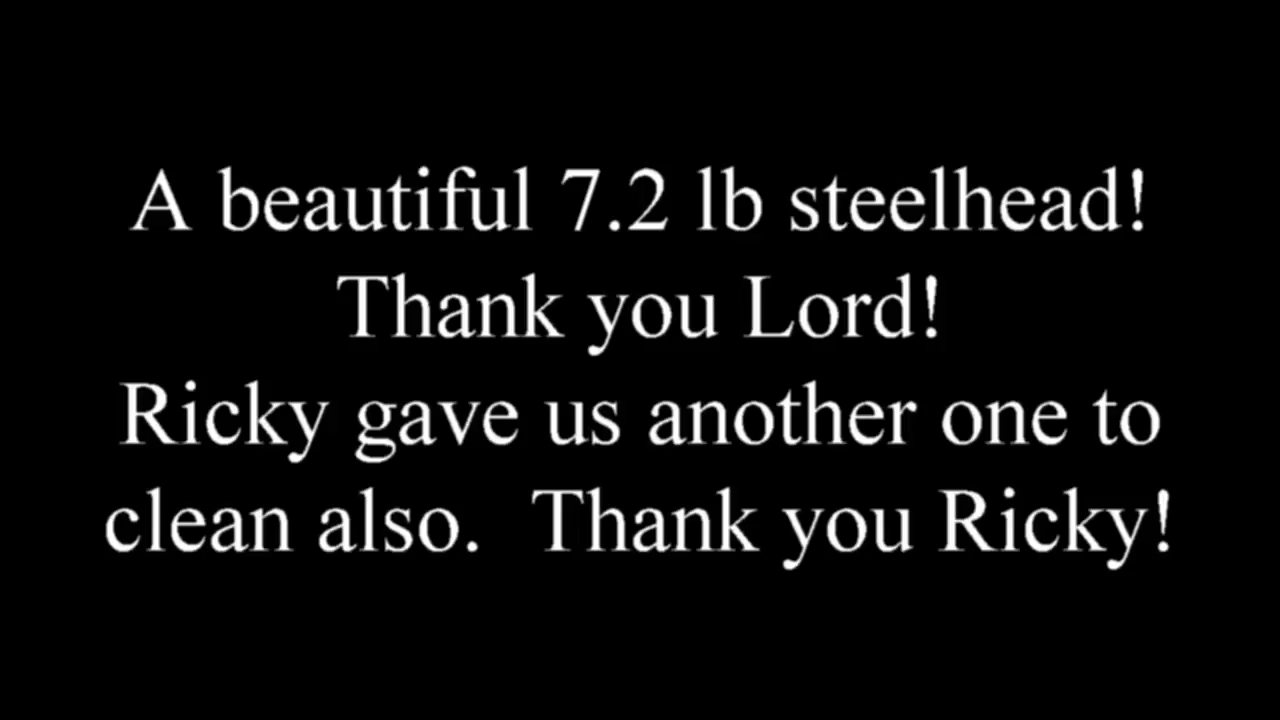 A beautiful 7.2 lb steelhead!
Thank you Lord!
Ricky gave us another one to
clean also.  Thank you Ricky!